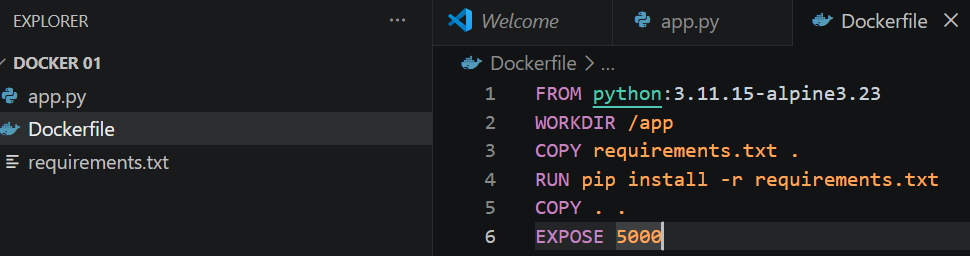 EXPLORER ...
DOCKER 01
app.py
Dockerfile
requirements.txt
Welcome app.py Dockerfile
Dockerfile > ...
1 FROM python:3.11.15-alpine3.23
2 WORKDIR /app
3 COPY requirements.txt .
4 RUN pip install -r requirements.txt
5 COPY . .
6 EXPOSE 5000